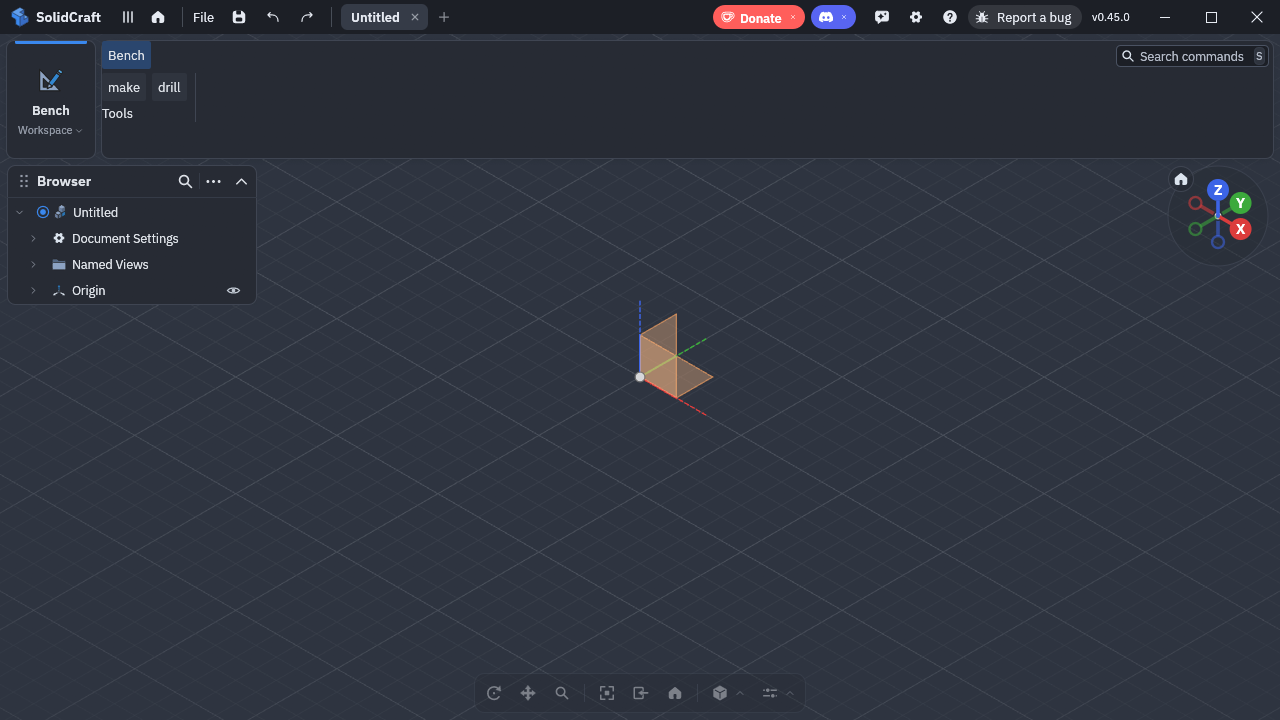 SolidCraft
File
Untitled
Donate
Report a bug
v0.45.0
Bench
Workspace
Bench
Search commands S
make drill
Tools
Browser
Untitled
Document Settings
Named Views
Origin
Z
Y
X